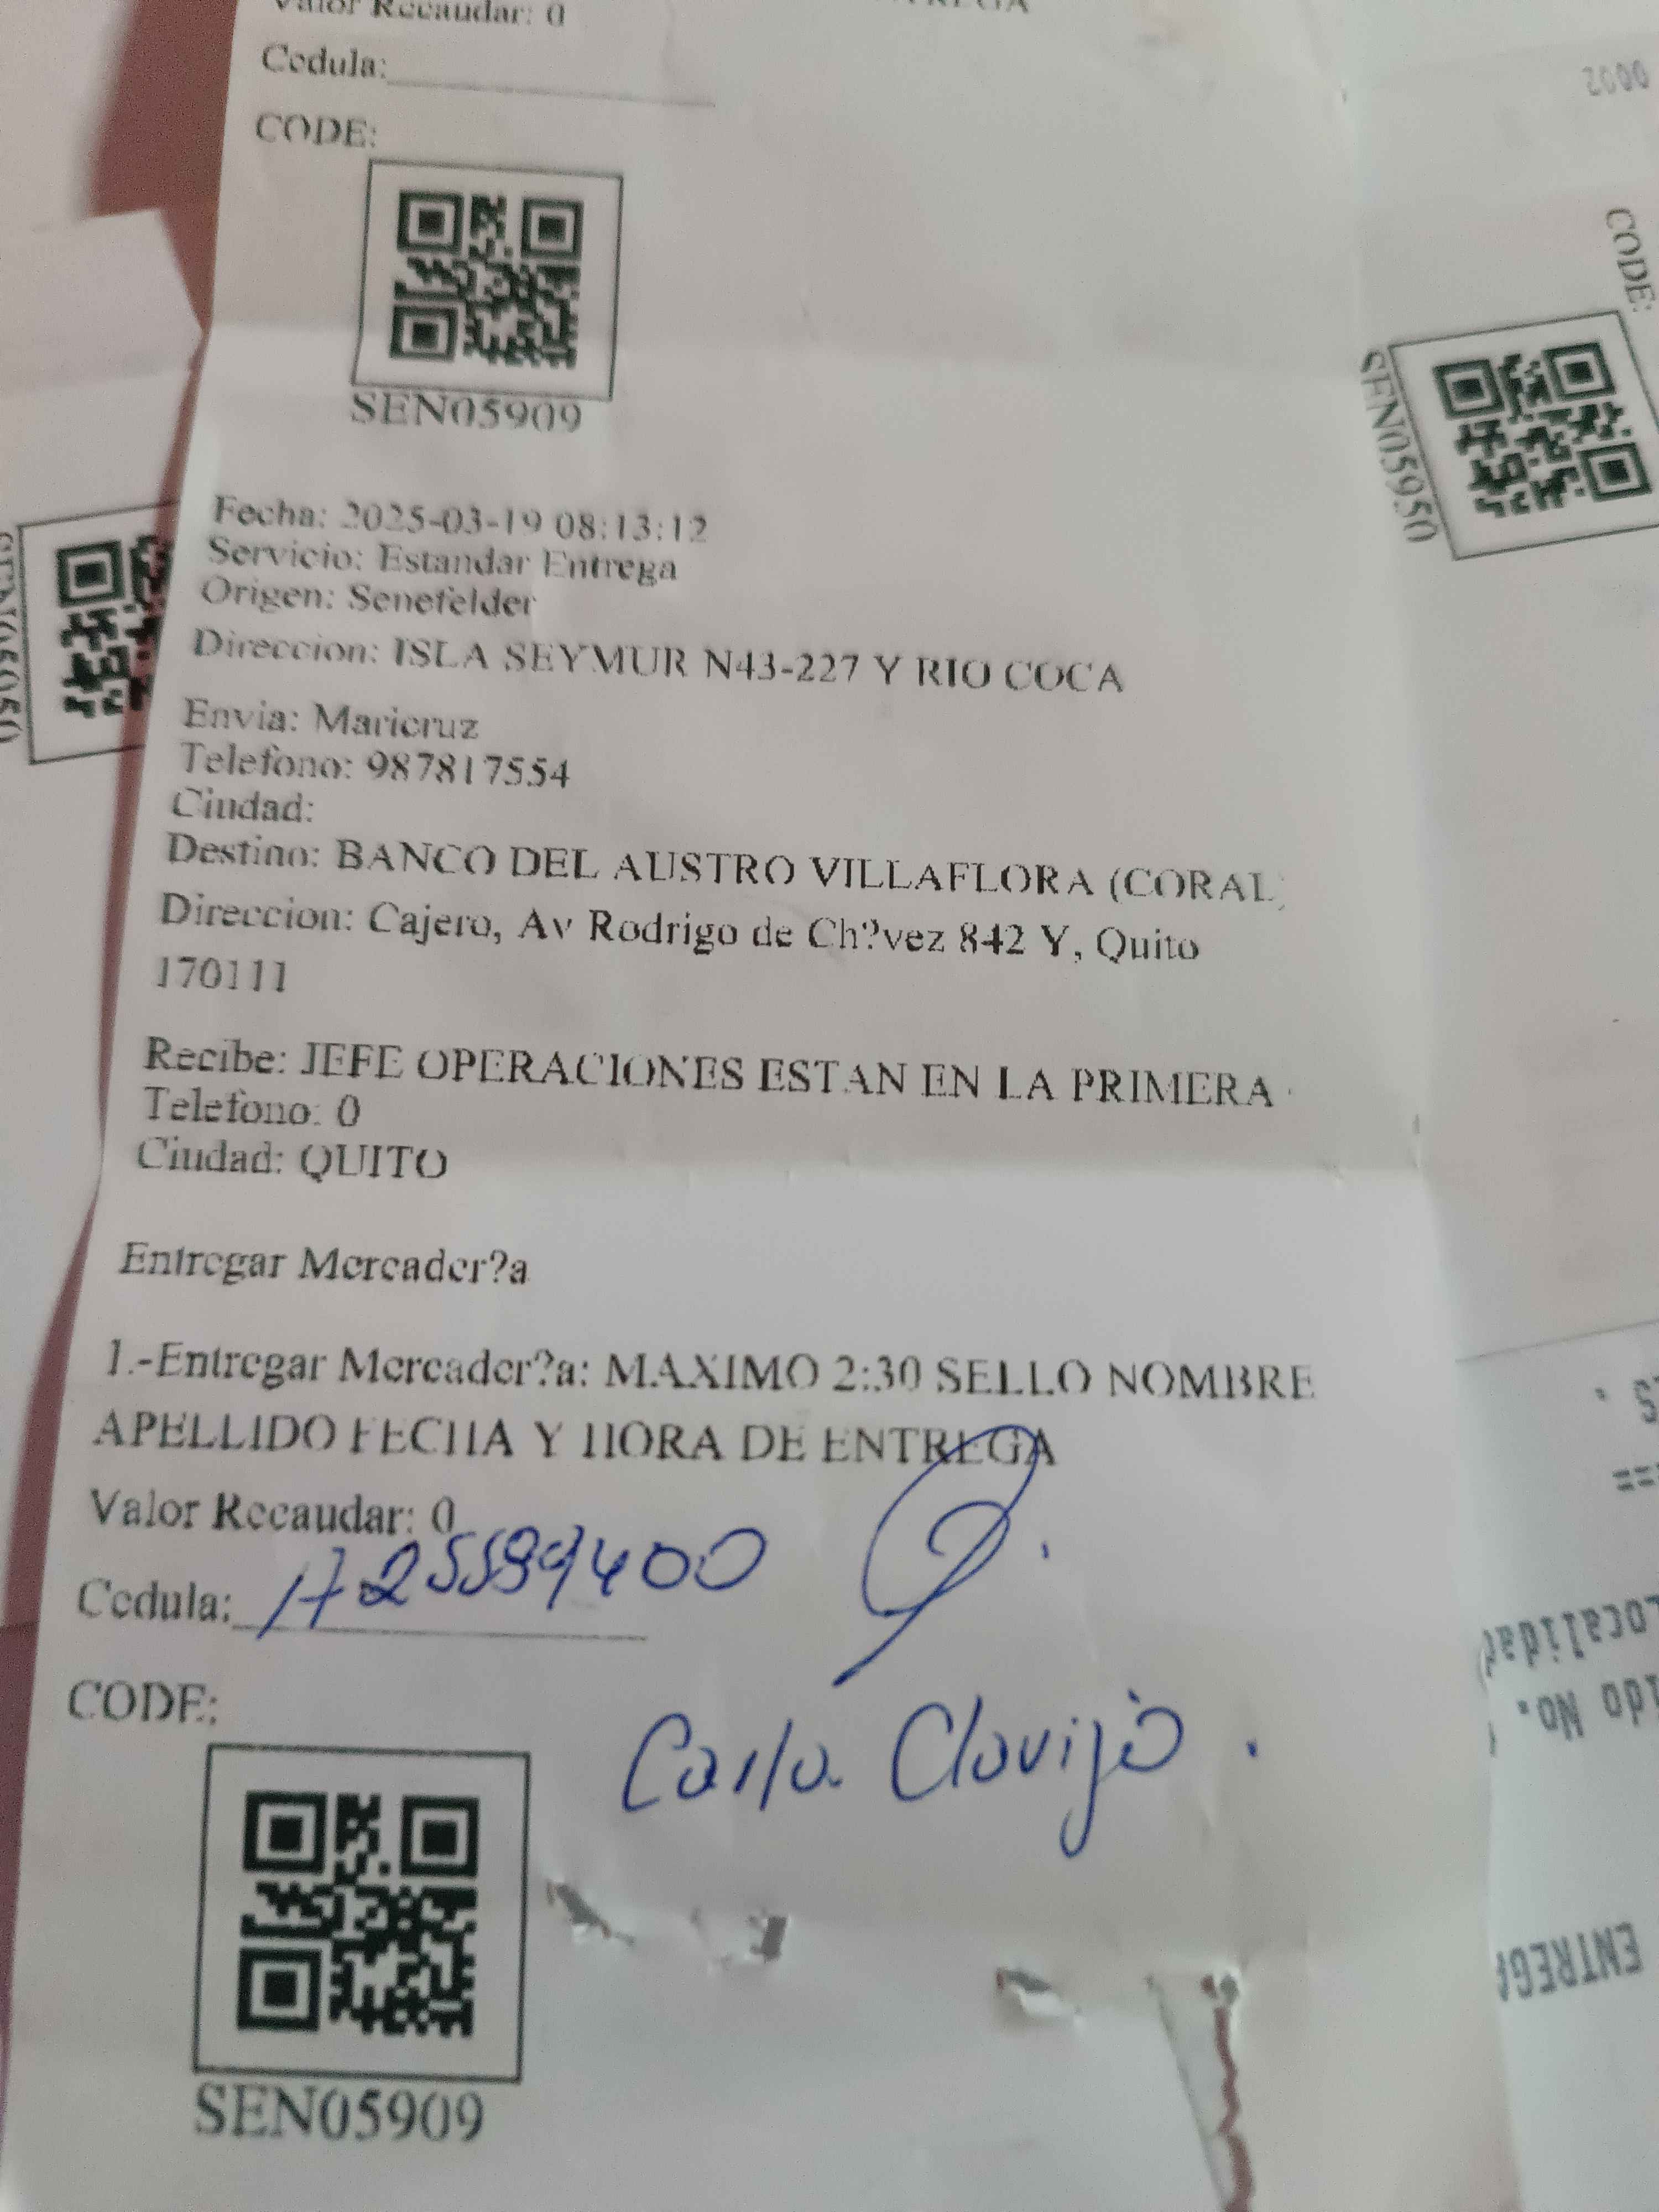 Valor Recaudar: 0
Cedula:
CODE:
SEN05909
Fecha: 2025-03-19 08:13:12
Servicio: Estandar Entrega
Origen: Senefelder
Direccion: ISLA SEYMUR N43-227 Y RIO COCA
Envia: Maricruz
Telefono: 987817554
Ciudad:
Destino: BANCO DEL AUSTRO VILLAFLORA (CORAL)
Direccion: Cajero, Av Rodrigo de Ch?vez 842 Y, Quito
170111
Recibe: JEFE OPERACIONES ESTAN EN LA PRIMERA
Telefono: 0
Ciudad: QUITO
Entregar Mercader?a
1.-Entregar Mercader?a: MAXIMO 2:30 SELLO NOMBRE
APELLIDO FECHA Y HORA DE ENTREGA
Valor Recaudar: 0
Cedula: 1725599400
CODE:
Carla Clavijo.
SEN05909
0002
CODE:
SEN05950
ENTREGA